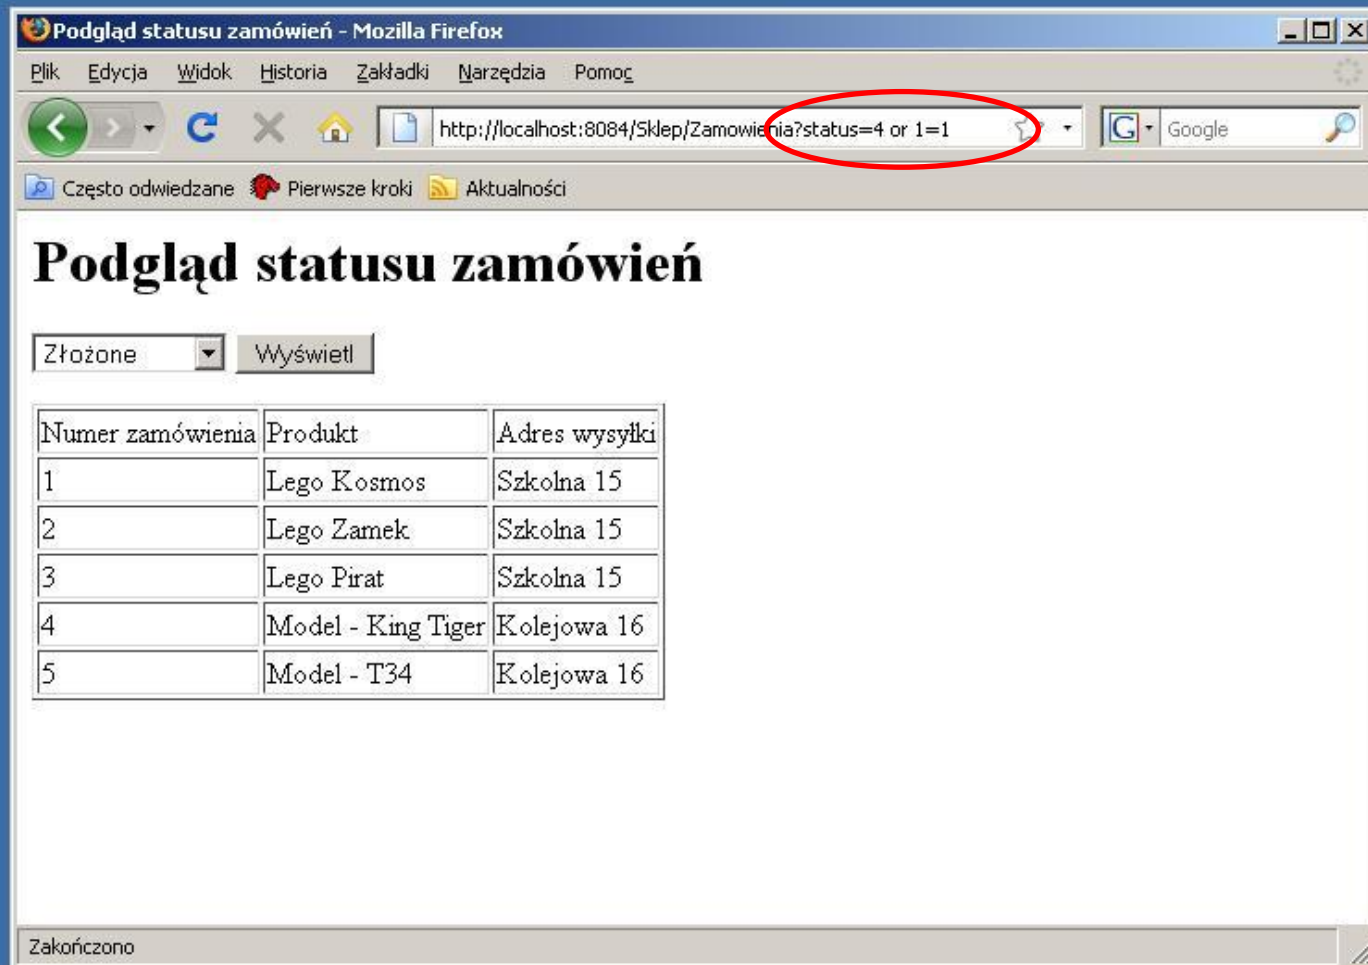 Podgląd statusu zamówień - Mozilla Firefox
Plik Edycja Widok Historia Zakładki Narzędzia Pomoc
http://localhost:8084/Sklep/Zamowienia?status=4 or 1=1 G Google
Często odwiedzane Pierwsze kroki Aktualności
Podgląd statusu zamówień
Złożone Wyświetl
Numer zamówienia Produkt Adres wysyłki
1 Lego Kosmos Szkolna 15
2 Lego Zamek Szkolna 15
3 Lego Pirat Szkolna 15
4 Model - King Tiger Kolejowa 16
5 Model - T34 Kolejowa 16
Zakończono